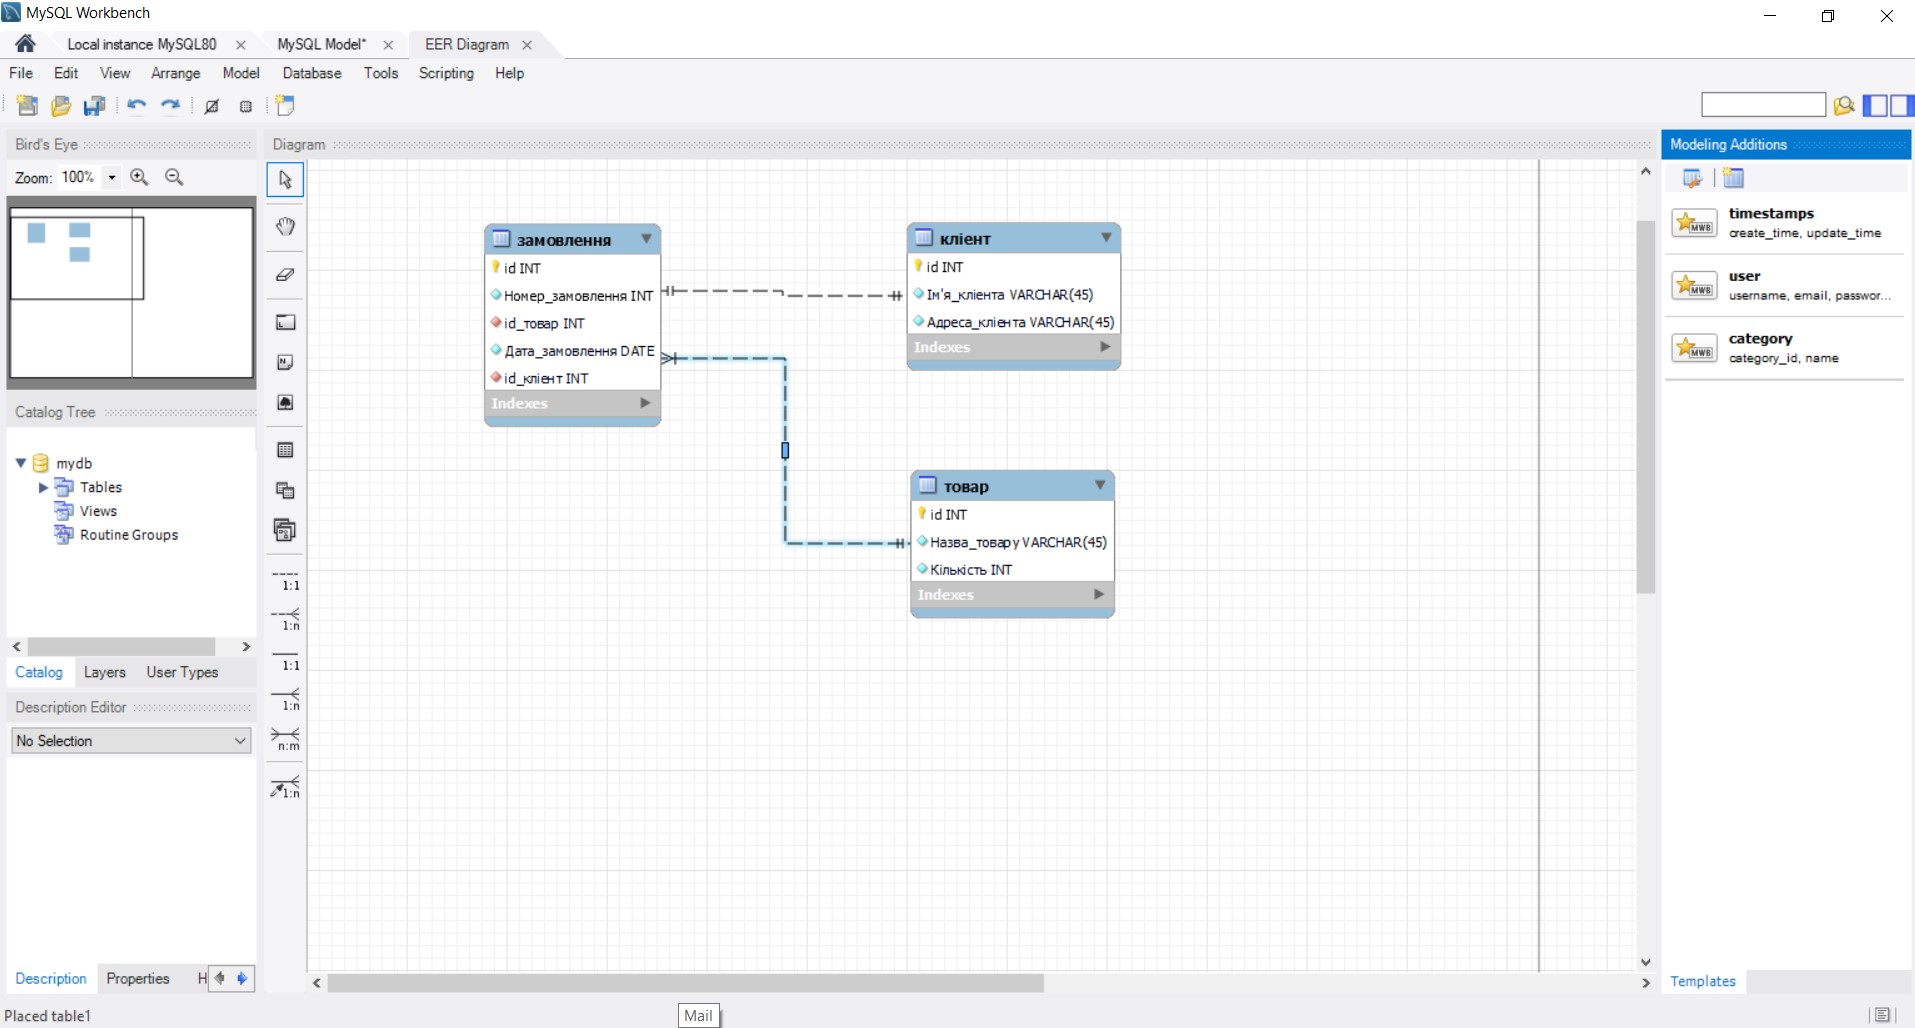 MySQL Workbench
Local instance MySQL80
MySQL Model*
EER Diagram
File Edit View Arrange Model Database Tools Scripting Help
Bird's Eye
Zoom: 100%
Catalog Tree
mydb
Tables
Views
Routine Groups
Catalog Layers User Types
Description Editor
No Selection
Description Properties H
Placed table1
Diagram
1:1
1:n
1:1
1:n
n:m
1:n
замовлення
id INT
Номер_замовлення INT
id_товар INT
Дата_замовлення DATE
id_клієнт INT
Indexes
клієнт
id INT
Ім'я_клієнта VARCHAR(45)
Адреса_клієнта VARCHAR(45)
Indexes
товар
id INT
Назва_товару VARCHAR(45)
Кількість INT
Indexes
Mail
Modeling Additions
MWB
timestamps
create_time, update_time
MWB
user
username, email, passwor...
MWB
category
category_id, name
Templates